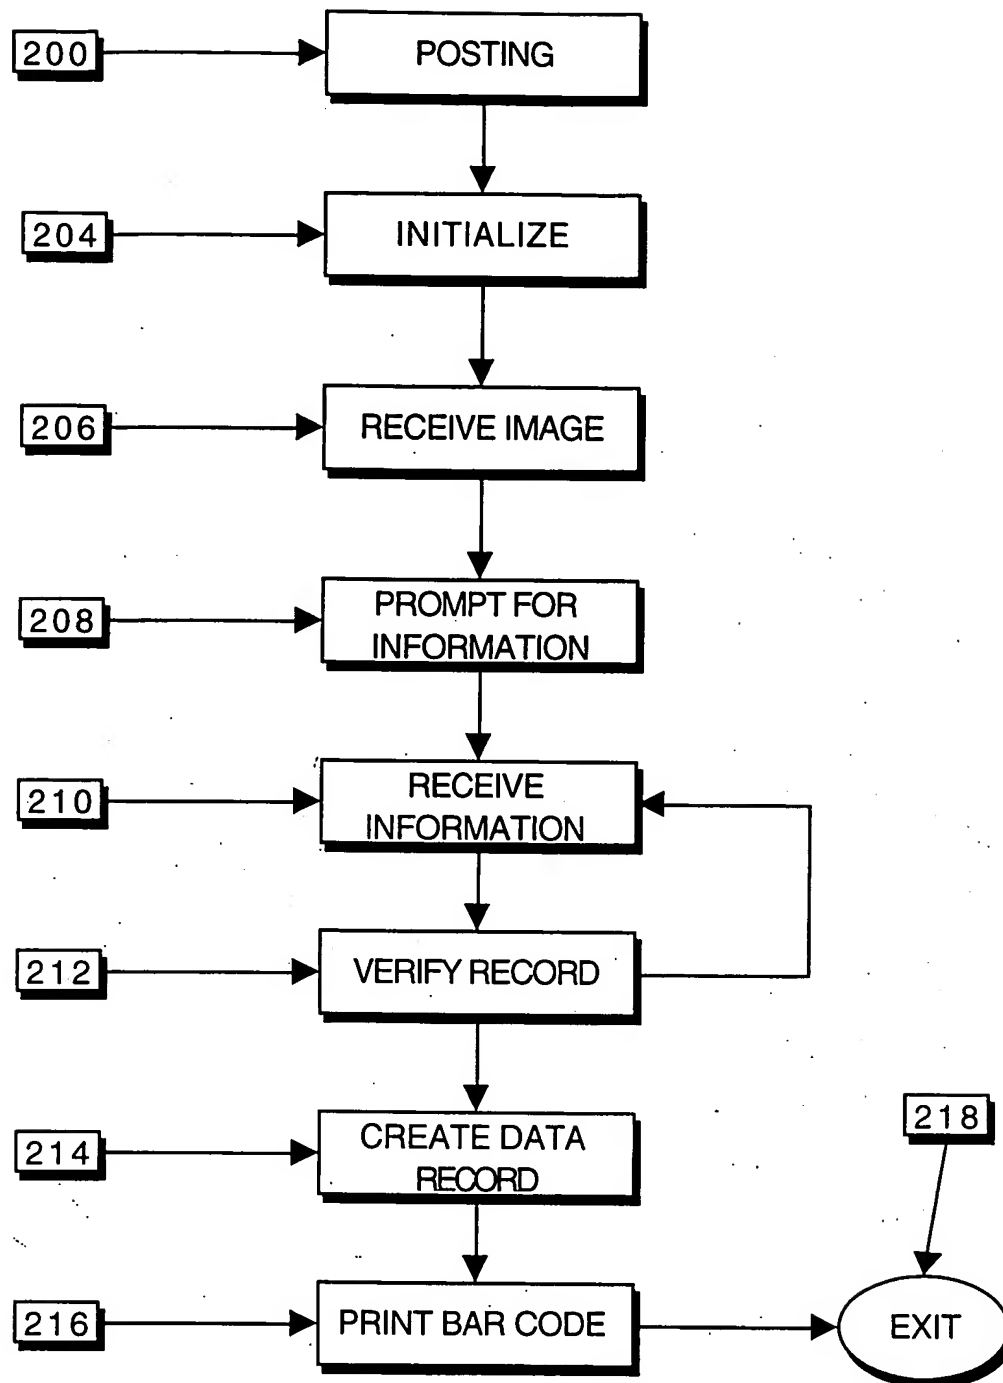 200
POSTING
204
INITIALIZE
206
RECEIVE IMAGE
208
PROMPT FOR
INFORMATION
210
RECEIVE
INFORMATION
212
VERIFY RECORD
214
CREATE DATA
RECORD
218
216
PRINT BAR CODE
EXIT